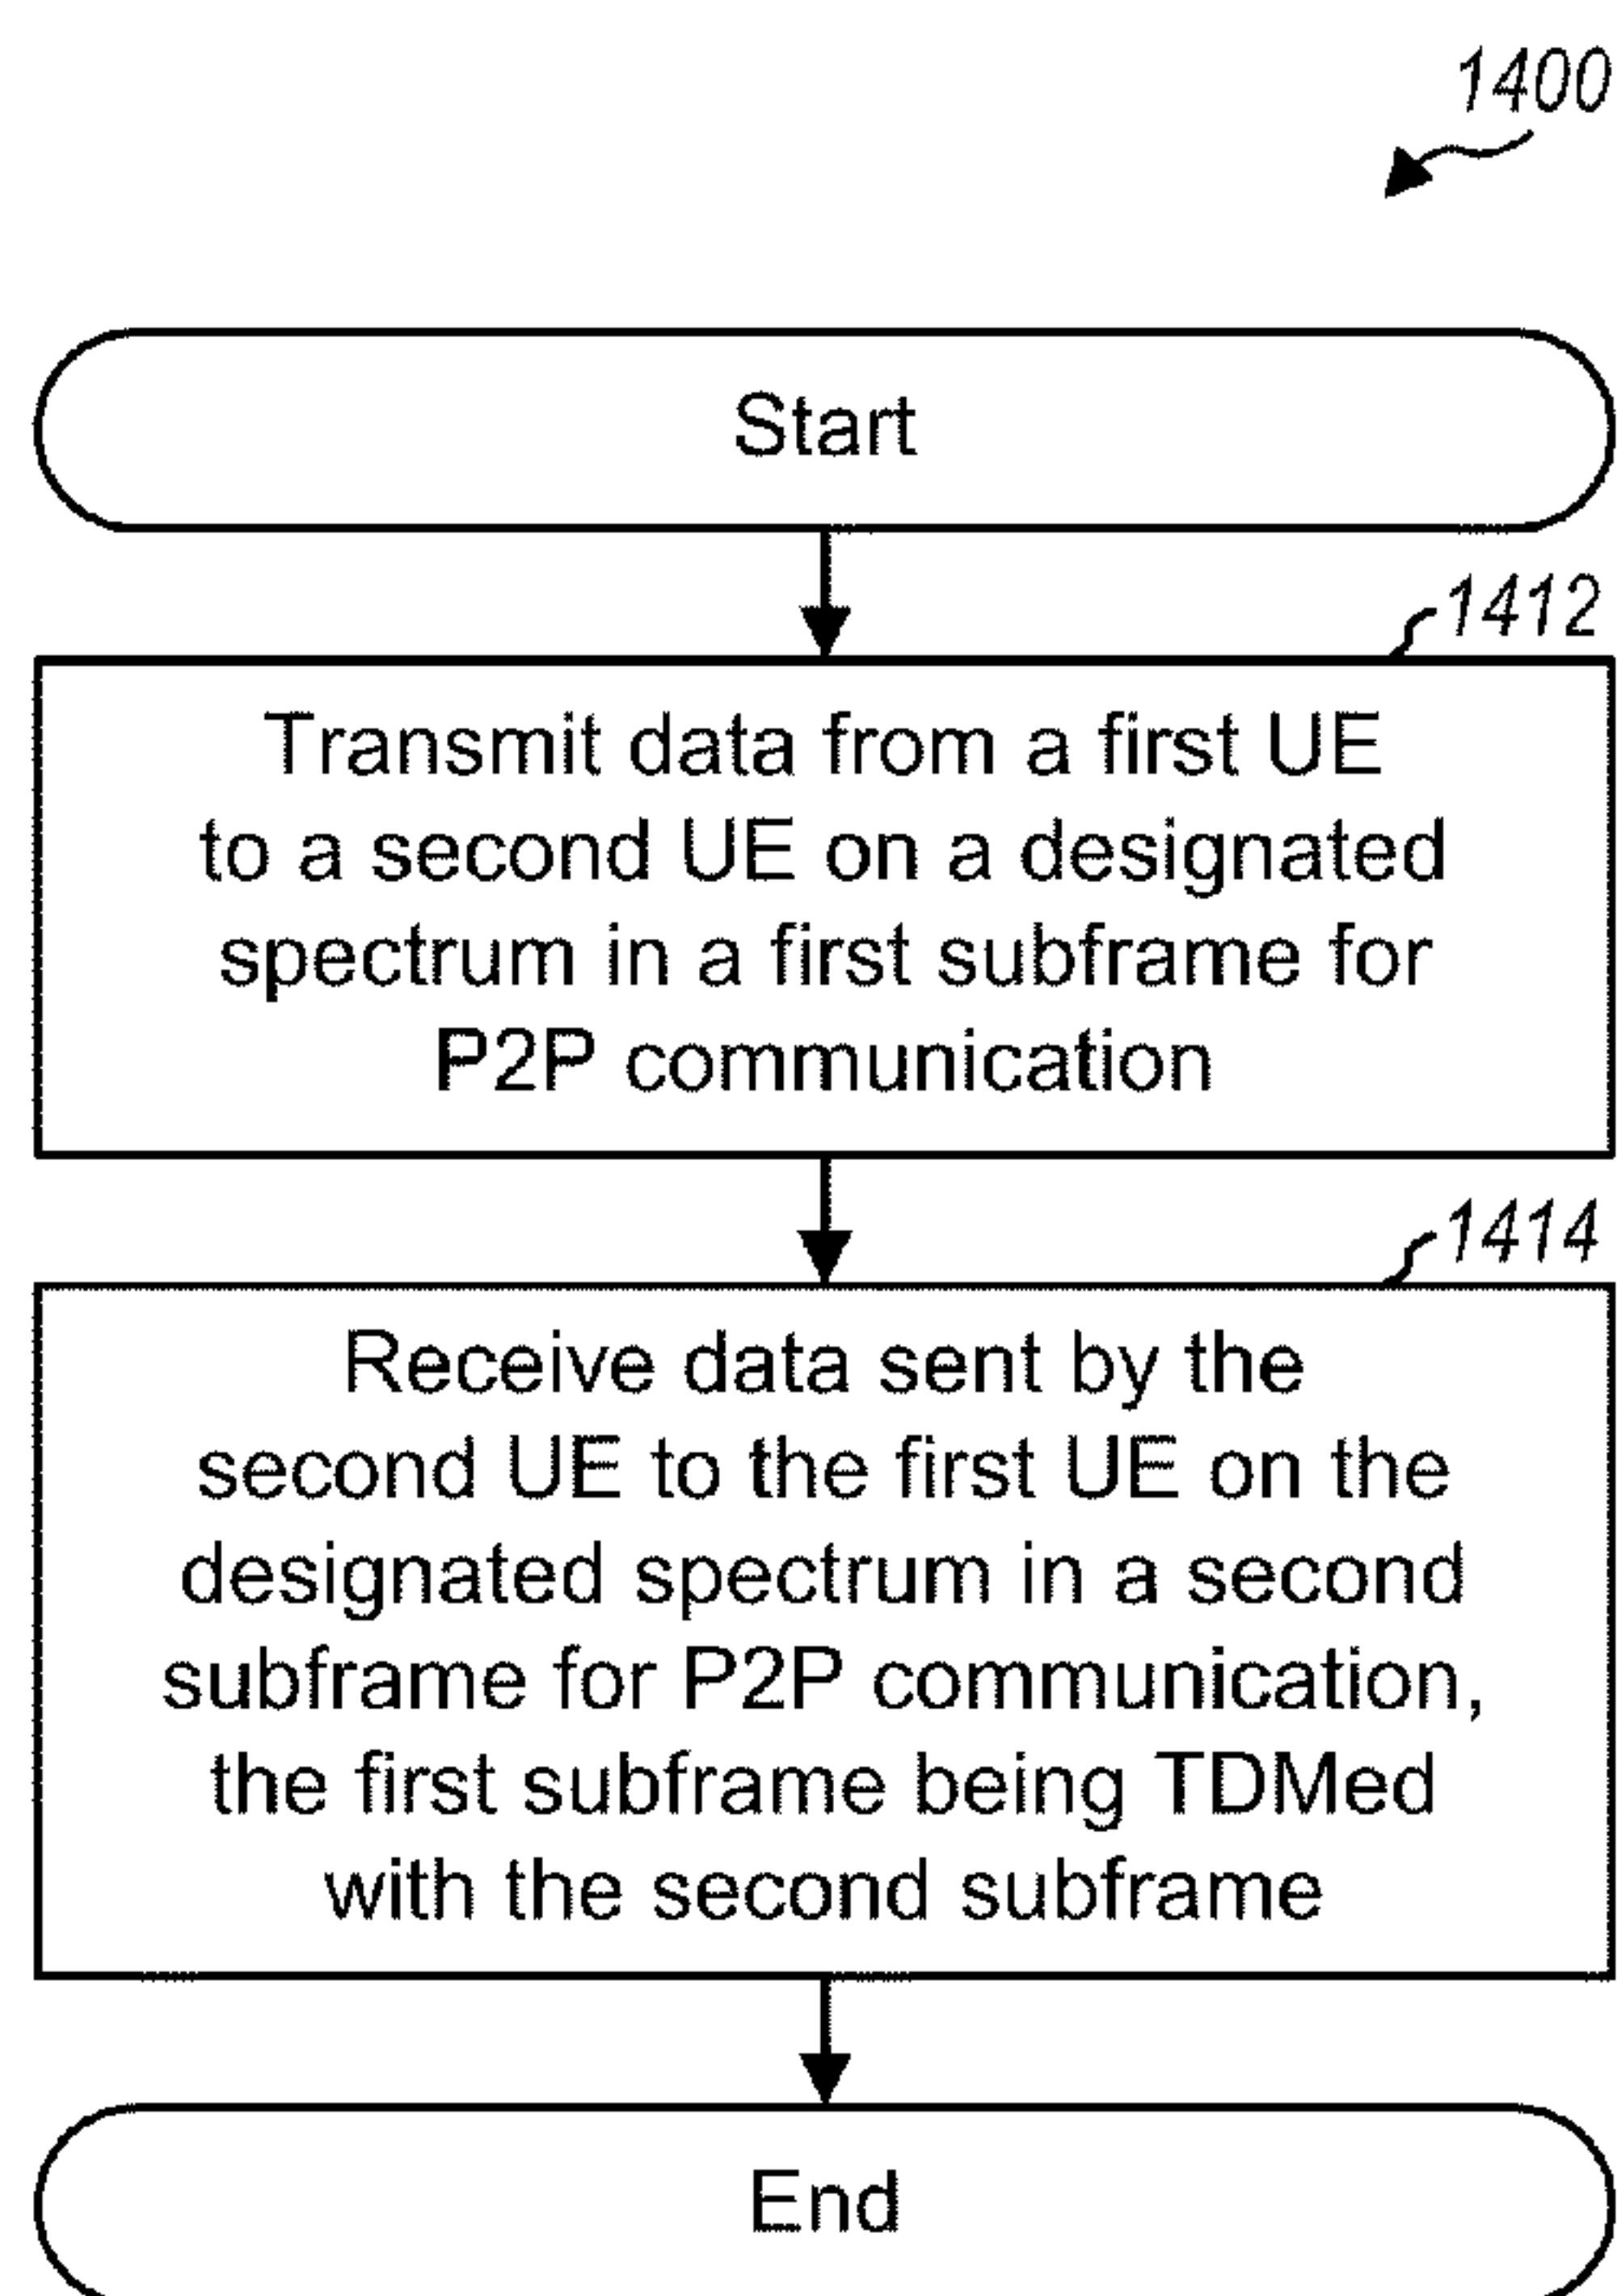 1400
Start
1412
Transmit data from a first UE
to a second UE on a designated
spectrum in a first subframe for
P2P communication
1414
Receive data sent by the
second UE to the first UE on the
designated spectrum in a second
subframe for P2P communication,
the first subframe being TDMed
with the second subframe
End